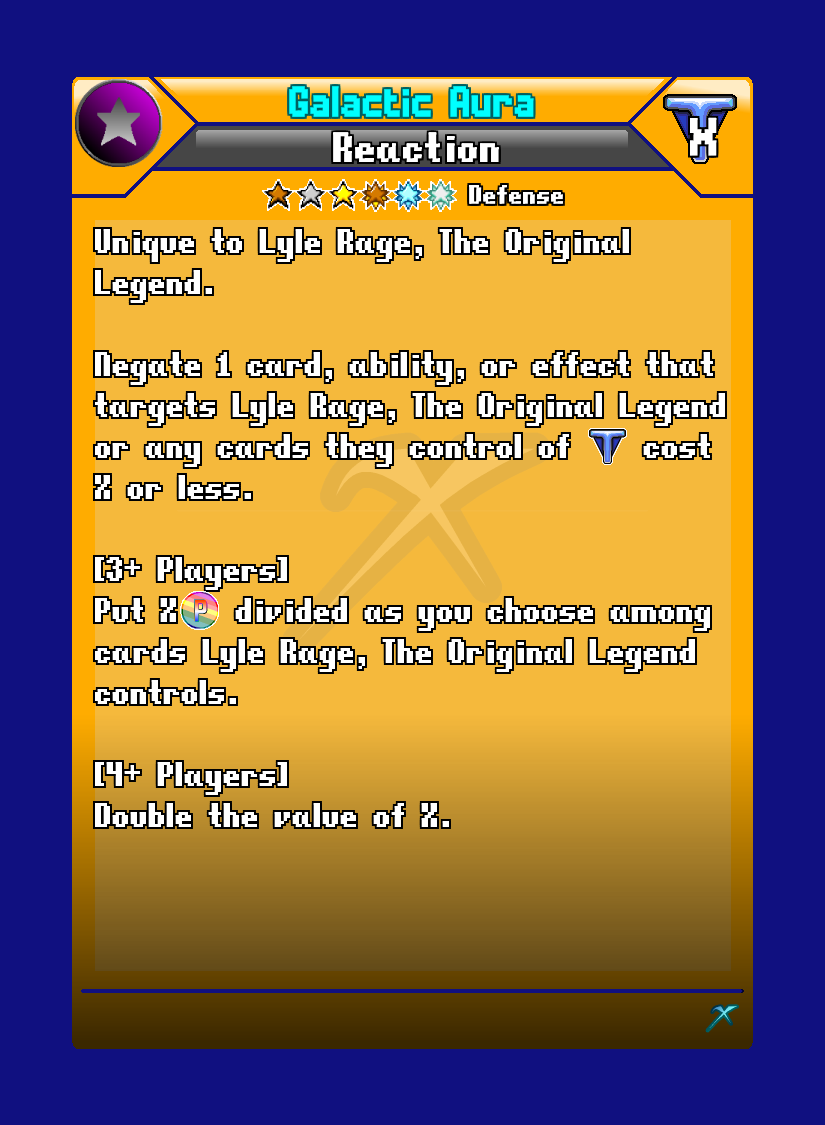 Galactic Aura
X
Reaction
Defense
Unique to Lyle Rage, The Original
Legend.
Negate 1 card, ability, or effect that
targets Lyle Rage, The Original Legend
or any cards they control of T cost
X or less.
[3+ Players]
Put X P divided as you choose among
cards Lyle Rage, The Original Legend
controls.
[4+ Players]
Double the value of X.